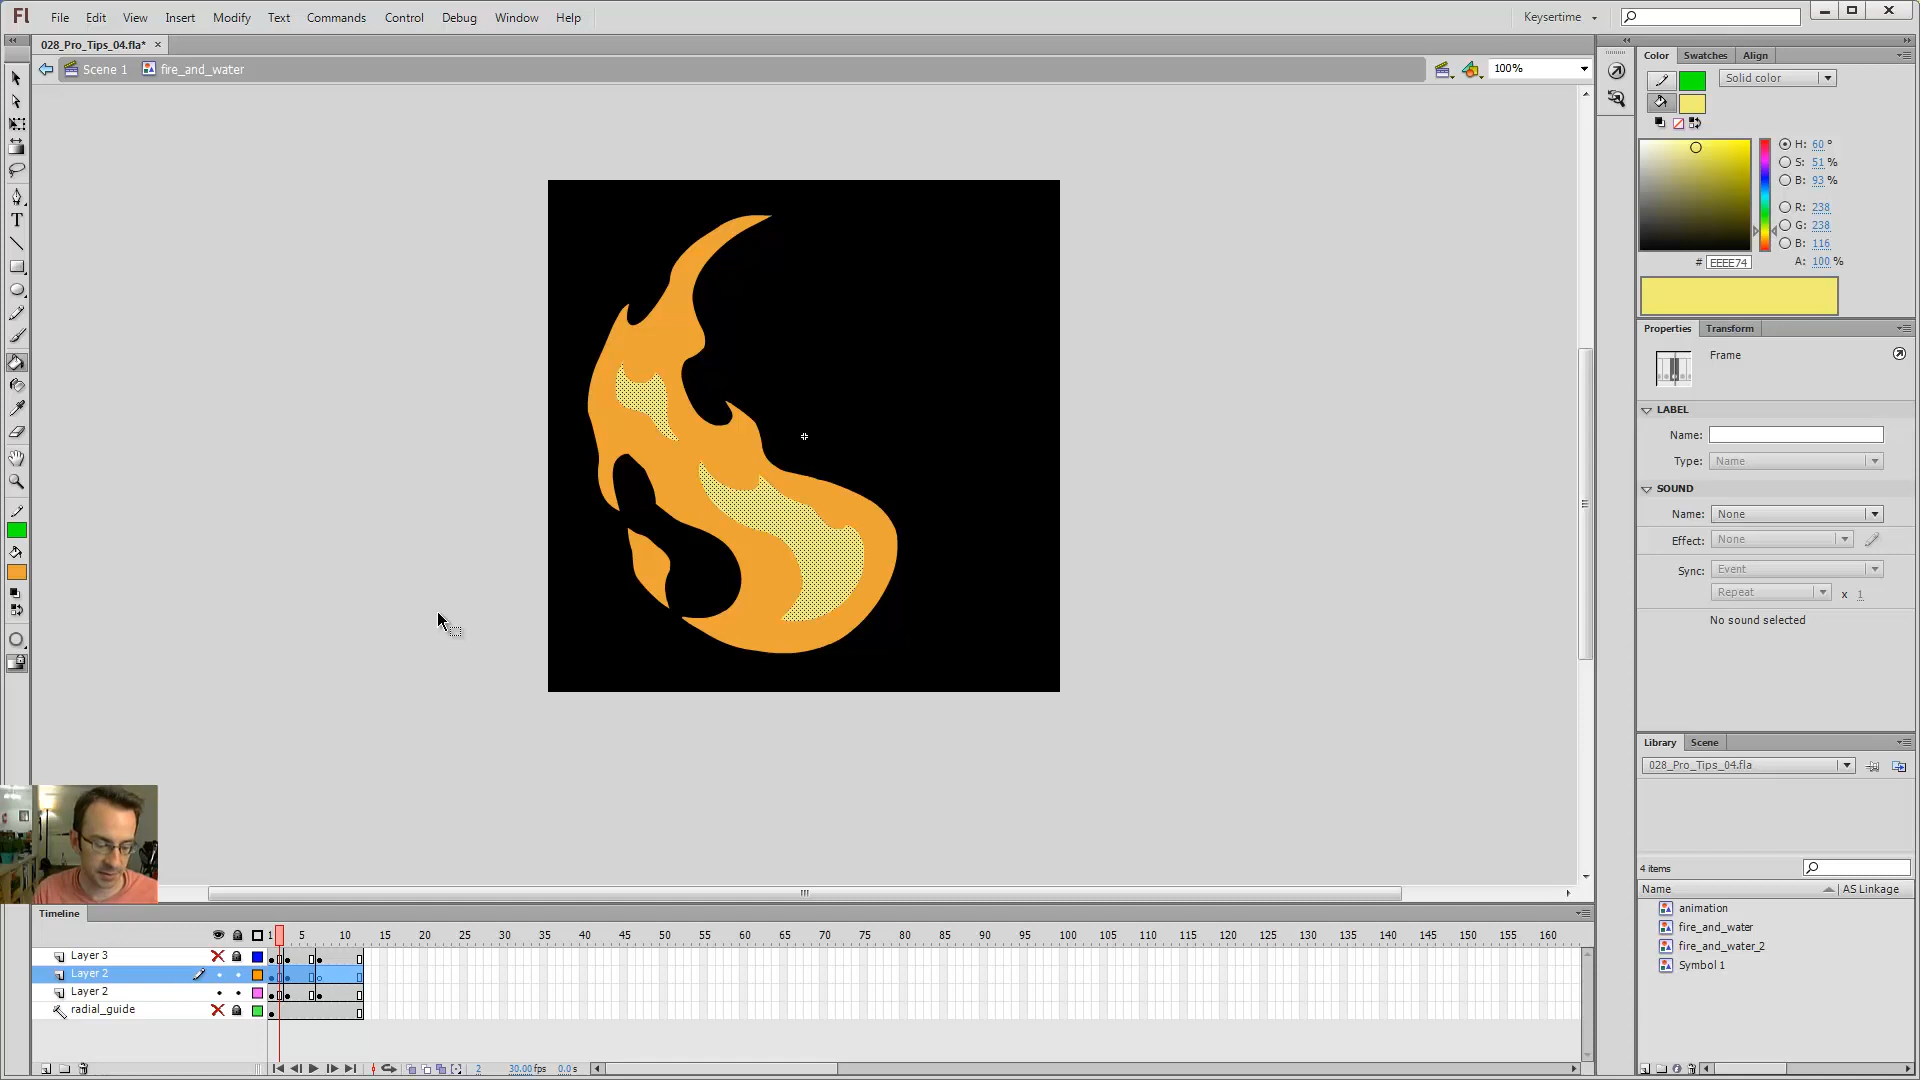 Fl File Edit View Insert Modify Text Commands Control Debug Window Help Keysertime
028_Pro_Tips_04.fla* ×
Scene 1 fire_and_water 100%
Color Swatches Align
Solid color
H: 60 °
S: 51 %
B: 93 %
R: 238
G: 238
B: 116
# EEEE74 A: 100 %
Properties Transform
Frame
LABEL
Name:
Type: Name
SOUND
Name: None
Effect: None
Sync: Event
Repeat x 1
No sound selected
Library Scene
028_Pro_Tips_04.fla
4 items
Name AS Linkage
animation
fire_and_water
fire_and_water_2
Symbol 1
T
Timeline
1 5 10 15 20 25 30 35 40 45 50 55 60 65 70 75 80 85 90 95 100 105 110 115 120 125 130 135 140 145 150 155 160
Layer 3
Layer 2
Layer 2
radial_guide
2 30.00 fps 0.0 s